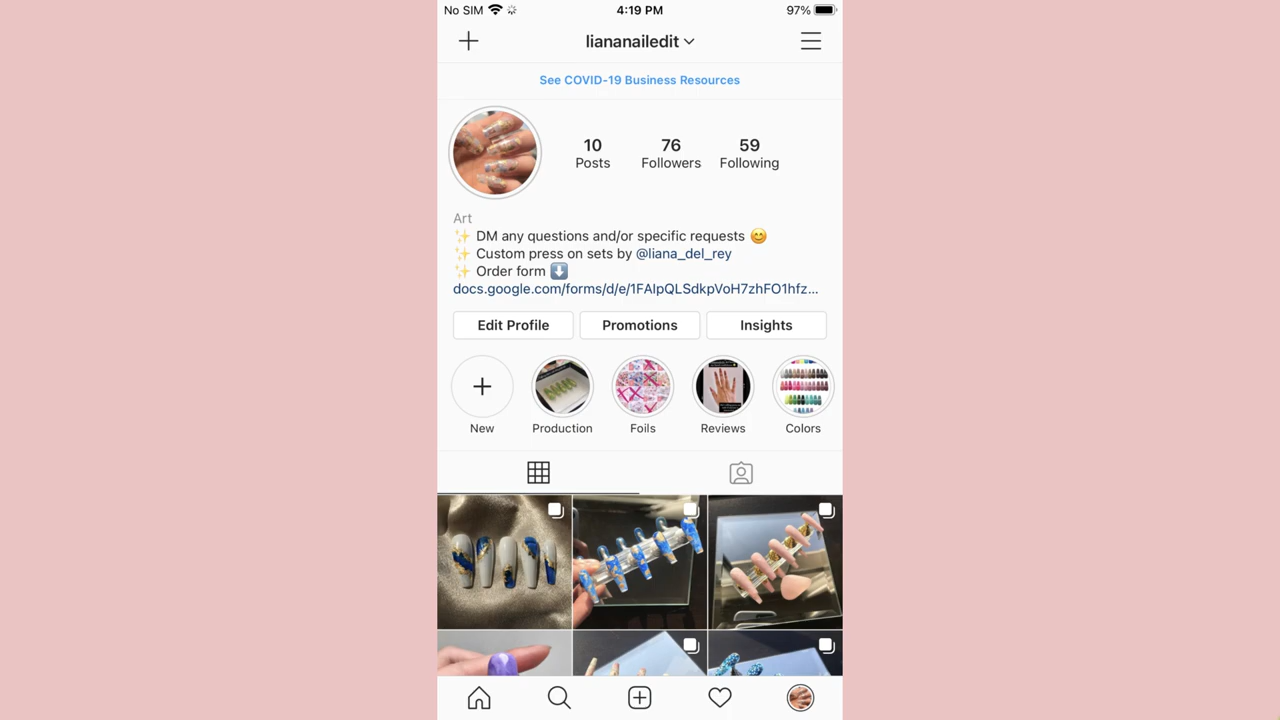 No SIM 4:19 PM 97%
liananailedit
See COVID-19 Business Resources
10 76 59
Posts Followers Following
Art
✨ DM any questions and/or specific requests 😊
✨ Custom press on sets by @liana_del_rey
✨ Order form ⬇️
docs.google.com/forms/d/e/1FAIpQLSdkpVoH7zhFO1hfz...
Edit Profile Promotions Insights
New Production Foils Reviews Colors